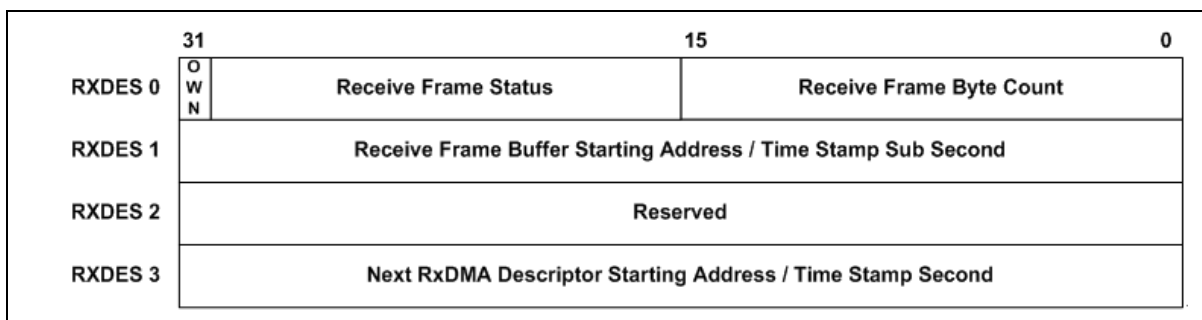 31 15 0
RXDES 0 OWN Receive Frame Status Receive Frame Byte Count
RXDES 1 Receive Frame Buffer Starting Address / Time Stamp Sub Second
RXDES 2 Reserved
RXDES 3 Next RxDMA Descriptor Starting Address / Time Stamp Second